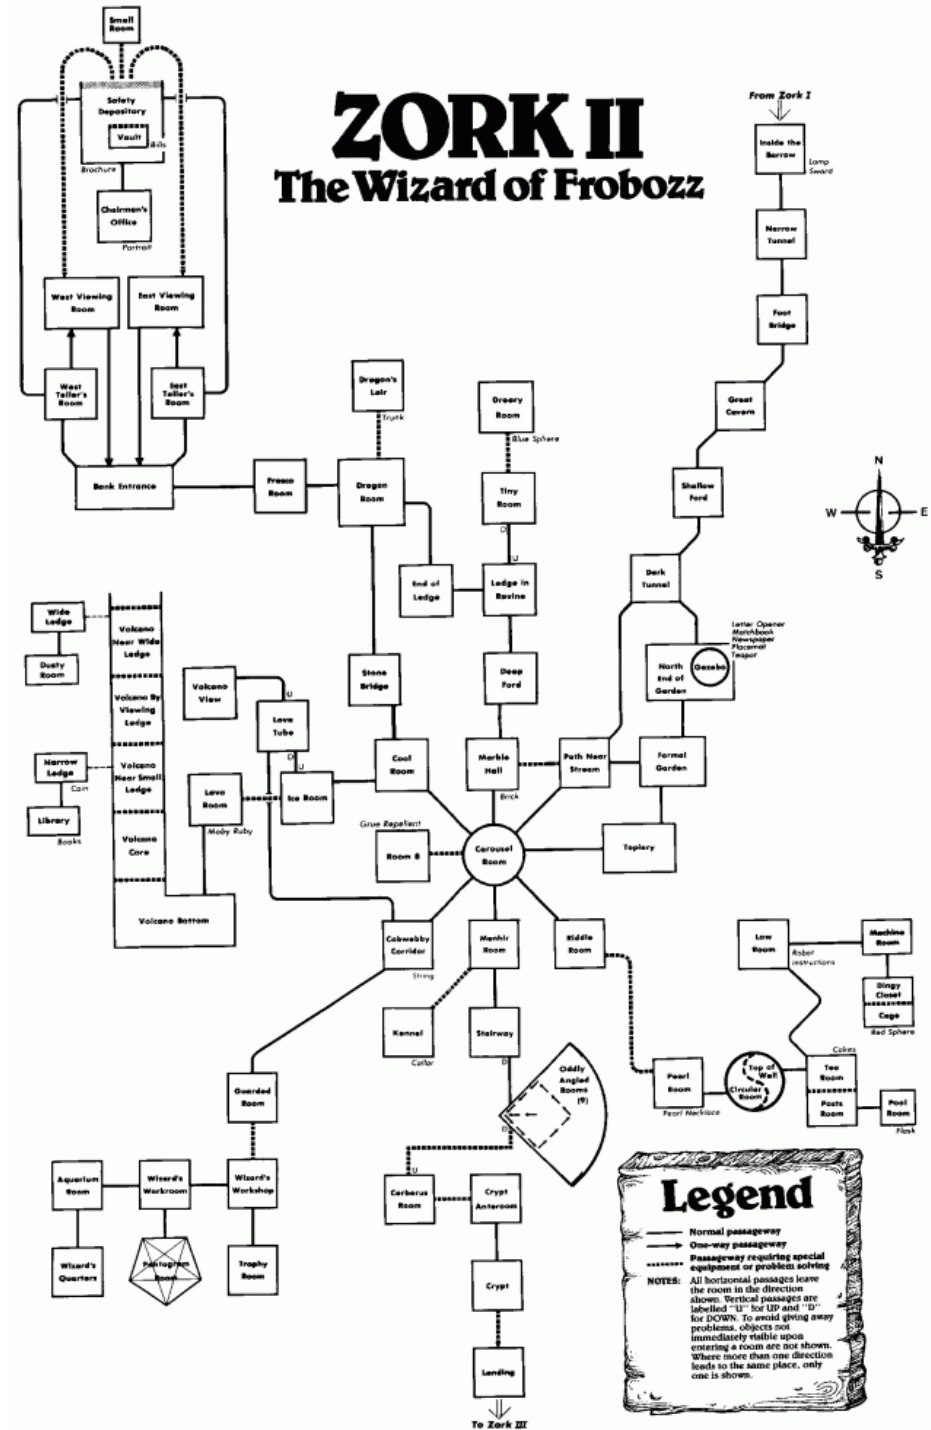 Small
Room
Safety
Depository
Vault
Bills
Brochure
Chairman's
Office
Portrait
West Viewing
Room
East Viewing
Room
West
Teller's
Room
East
Teller's
Room
Bank Entrance
ZORK II
The Wizard of Frobozz
From Zork I
Inside the
Barrow
Lamp
Sword
Narrow
Tunnel
Foot
Bridge
Great
Cavern
Shallow
Ford
Dark
Tunnel
Letter Opener
Matchbook
Newspaper
Placemat
Teapot
Gazebo
North
End of
Garden
N
W
E
S
Dragon's
Lair
Trunk
Dreary
Room
Blue Sphere
Fresco
Room
Dragon
Room
Tiny
Room
D
U
End of
Ledge
Ledge in
Ravine
Wide
Ledge
Dusty
Room
Volcano
Near Wide
Ledge
Volcano By
Viewing
Ledge
Narrow
Ledge
Coin
Library
Books
Volcano
Near Small
Ledge
Volcano
Core
Volcano Bottom
Volcano
View
U
Lava
Tube
D
U
Stone
Bridge
Deep
Ford
Lava
Room
Moby Ruby
Ice Room
Cool
Room
Marble
Hall
Brick
Path Near
Stream
Formal
Garden
Grue Repellent
Room 8
Carousel
Room
Topiary
Cobwebby
Corridor
String
Menhir
Room
Riddle
Room
Low
Room
Robot
Instructions
Machine
Room
Dingy
Closet
Cage
Red Sphere
Kennel
Collar
Stairway
D
Oddly
Angled
Rooms
(9)
D
Pearl
Room
Pearl Necklace
Top of
Well
Circular
Room
Cakes
Tea
Room
Posts
Room
Pool
Room
Flask
Guarded
Room
Aquarium
Room
Wizard's
Workroom
Wizard's
Workshop
Wizard's
Quarters
Pentagram
Room
Trophy
Room
U
Cerberus
Room
Crypt
Anteroom
Crypt
Landing
To Zork III
Legend
Normal passageway
One-way passageway
Passageway requiring special
equipment or problem solving
NOTES: All horizontal passages leave
the room in the direction
shown. Vertical passages are
labelled "U" for UP and "D"
for DOWN. To avoid giving away
problems, objects not
immediately visible upon
entering a room are not shown.
Where more than one direction
leads to the same place, only
one is shown.